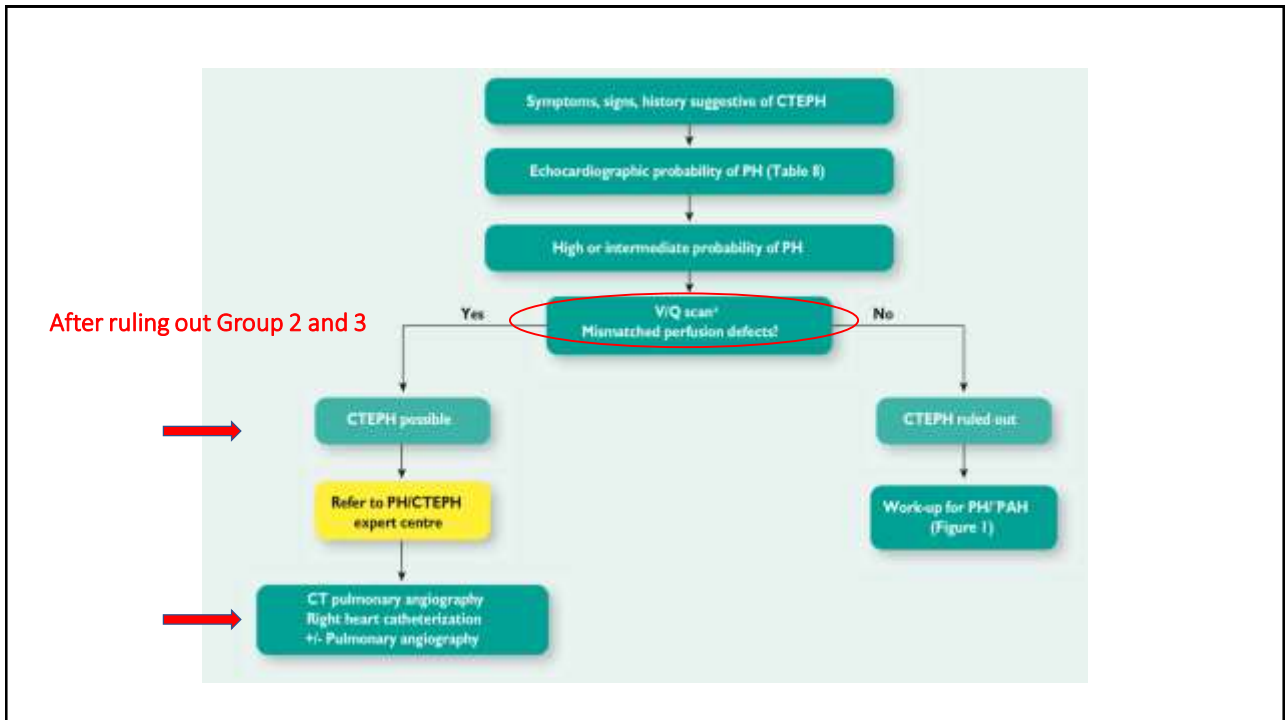 Symptoms, signs, history suggestive of CTEPH
Echocardiographic probability of PH (Table 8)
High or intermediate probability of PH
After ruling out Group 2 and 3
Yes
V/Q scanª
Mismatched perfusion defects?
No
CTEPH possible
CTEPH ruled out
Refer to PH/CTEPH
expert centre
Work-up for PH/PAH
(Figure 1)
CT pulmonary angiography
Right heart catheterization
+/- Pulmonary angiography